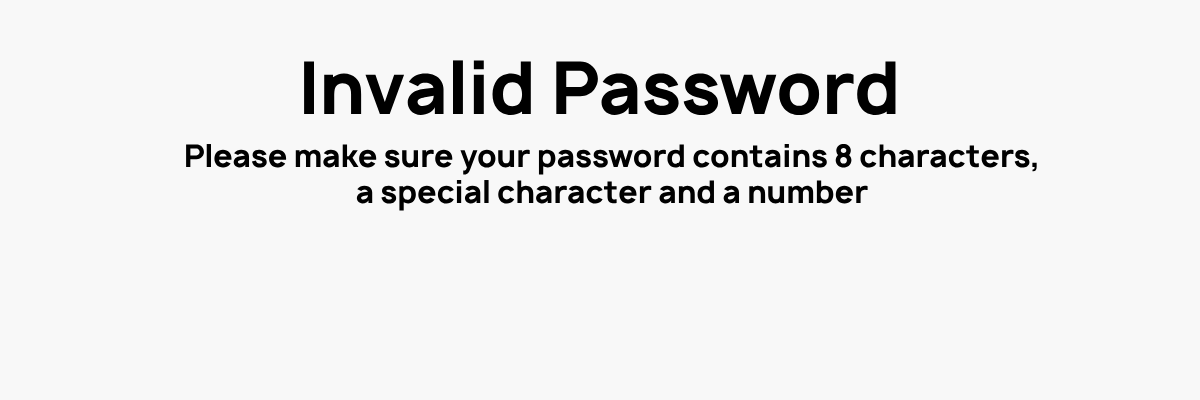 Invalid Password
Please make sure your password contains 8 characters,
a special character and a number